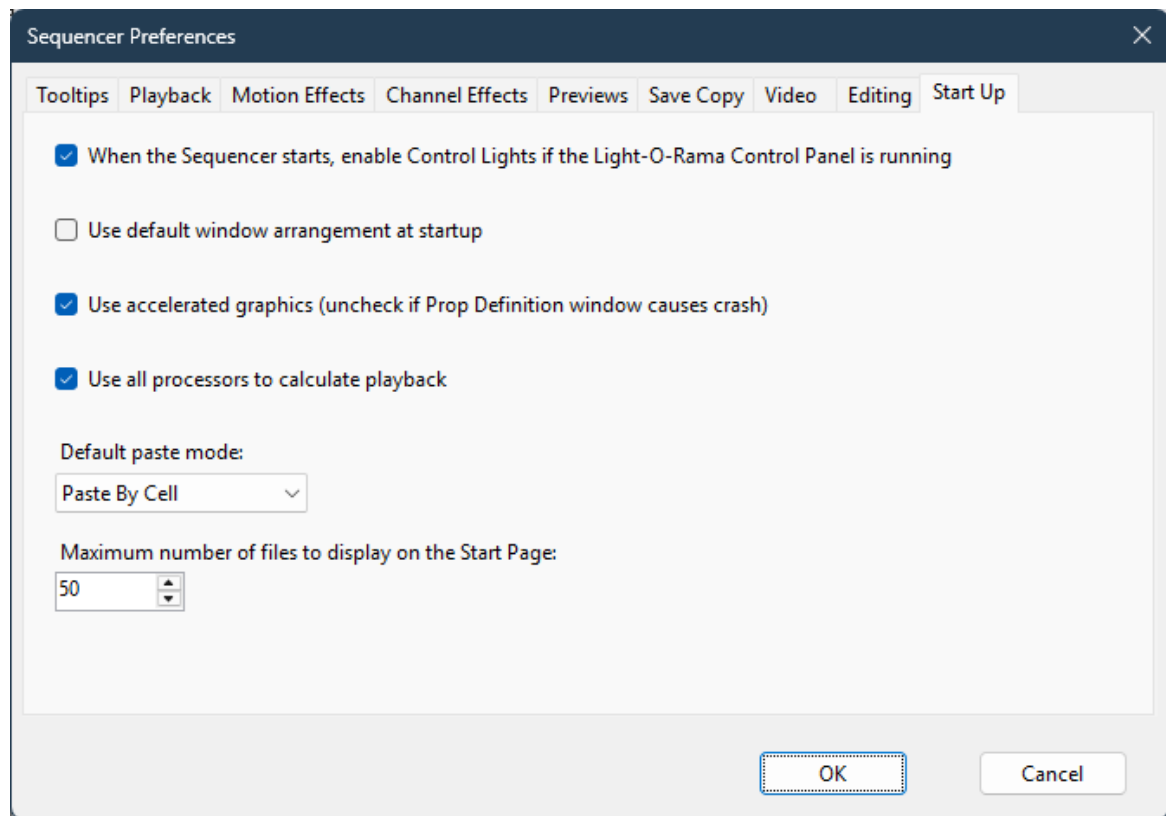 Sequencer Preferences
Tooltips Playback Motion Effects Channel Effects Previews Save Copy Video Editing Start Up
When the Sequencer starts, enable Control Lights if the Light-O-Rama Control Panel is running
Use default window arrangement at startup
Use accelerated graphics (uncheck if Prop Definition window causes crash)
Use all processors to calculate playback
Default paste mode:
Paste By Cell
Maximum number of files to display on the Start Page:
50
OK Cancel